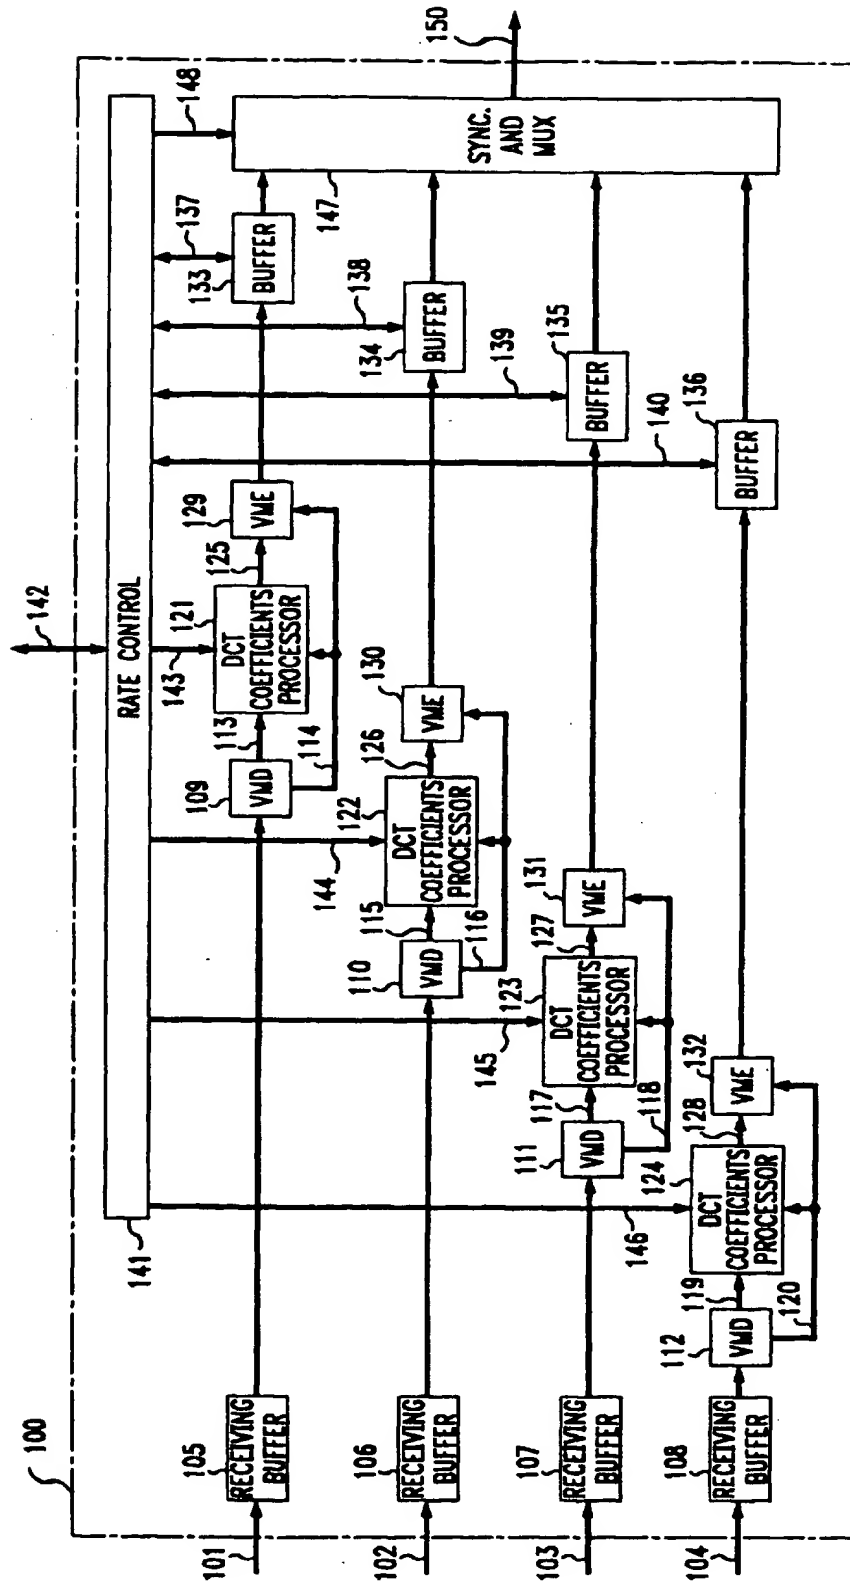 100
142
RATE CONTROL
141
148
150
101
105
RECEIVING
BUFFER
109
VMD
113
114
143
121
DCT
COEFFICIENTS
PROCESSOR
125
129
VME
133
BUFFER
137
147
SYNC.
AND
MUX
102
106
RECEIVING
BUFFER
110
VMD
115
116
144
122
DCT
COEFFICIENTS
PROCESSOR
126
130
VME
134
BUFFER
138
103
107
RECEIVING
BUFFER
111
VMD
117
118
145
123
DCT
COEFFICIENTS
PROCESSOR
127
131
VME
135
BUFFER
139
104
108
RECEIVING
BUFFER
112
VMD
119
120
146
124
DCT
COEFFICIENTS
PROCESSOR
128
132
VME
136
BUFFER
140